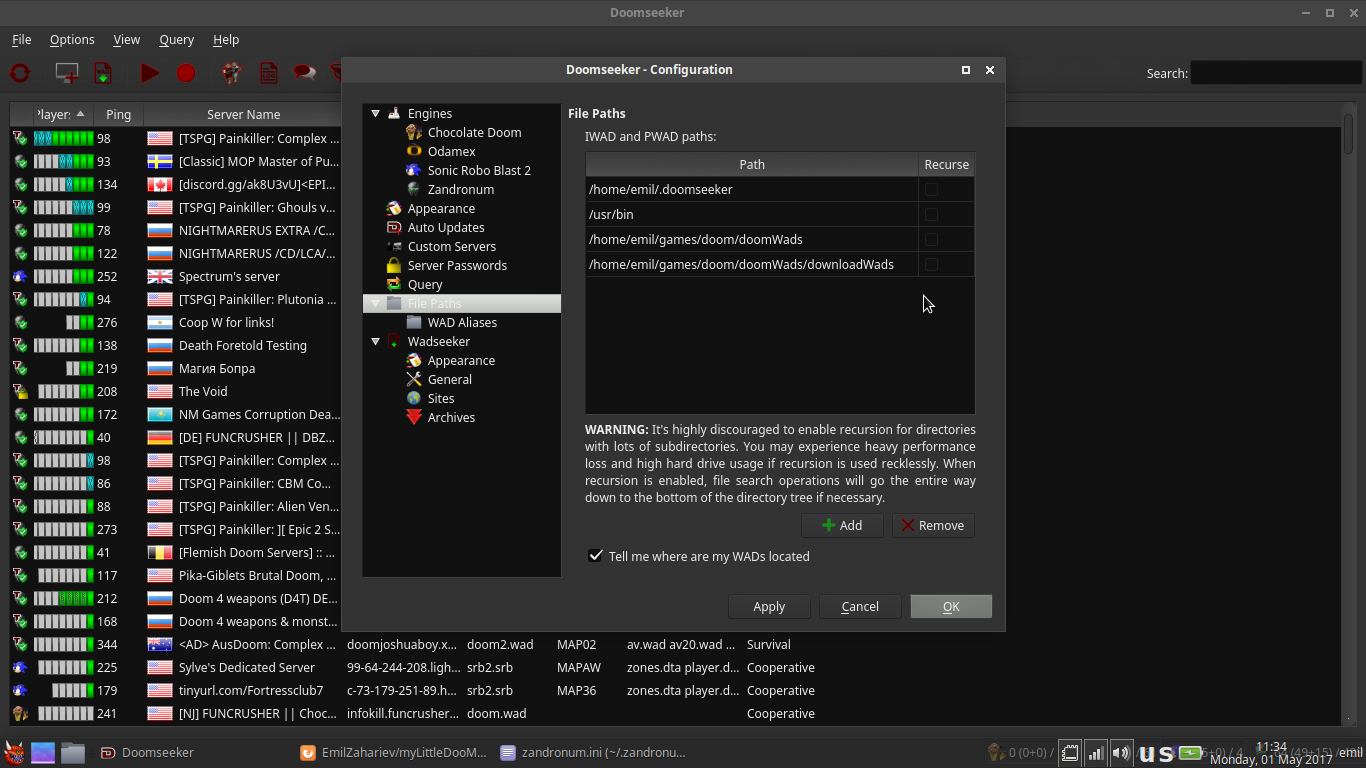 Doomseeker
File Options View Query Help
Search:
Players Ping Server Name
98 [TSPG] Painkiller: Complex ...
93 [Classic] MOP Master of Pu...
134 [discord.gg/ak8U3vU]<EPI...
99 [TSPG] Painkiller: Ghouls v...
78 NIGHTMARERUS EXTRA /C...
122 NIGHTMARERUS /CD/LCA/...
252 Spectrum's server
94 [TSPG] Painkiller: Plutonia ...
276 Coop W for links!
138 Death Foretold Testing
219 Магия Бопра
208 The Void
172 NM Games Corruption Dea...
40 [DE] FUNCRUSHER || DBZ...
98 [TSPG] Painkiller: Complex ...
86 [TSPG] Painkiller: CBM Co...
88 [TSPG] Painkiller: Alien Ven...
273 [TSPG] Painkiller: ][ Epic 2 S...
41 [Flemish Doom Servers] :: ...
117 Pika-Giblets Brutal Doom, ...
212 Doom 4 weapons (D4T) DE...
168 Doom 4 weapons & monst...
344 <AD> AusDoom: Complex ... doomjoshuaboy.x... doom2.wad MAP02 av.wad av20.wad ... Survival
225 Sylve's Dedicated Server 99-64-244-208.ligh... srb2.srb MAPAW zones.dta player.d... Cooperative
179 tinyurl.com/Fortressclub7 c-73-179-251-89.h... srb2.srb MAP36 zones.dta player.d... Cooperative
241 [NJ] FUNCRUSHER || Choc... infokill.funcrusher... doom.wad Cooperative
Doomseeker - Configuration
Engines
Chocolate Doom
Odamex
Sonic Robo Blast 2
Zandronum
Appearance
Auto Updates
Custom Servers
Server Passwords
Query
File Paths
WAD Aliases
Wadseeker
Appearance
General
Sites
Archives
File Paths
IWAD and PWAD paths:
Path Recurse
/home/emil/.doomseeker
/usr/bin
/home/emil/games/doom/doomWads
/home/emil/games/doom/doomWads/downloadWads
WARNING: It's highly discouraged to enable recursion for directories
with lots of subdirectories. You may experience heavy performance
loss and high hard drive usage if recursion is used recklessly. When
recursion is enabled, file search operations will go the entire way
down to the bottom of the directory tree if necessary.
Add Remove
Tell me where are my WADs located
Apply Cancel OK
Doomseeker EmilZahariev/myLittleDooM... zandronum.ini (~/.zandronu... 0 (0+0) / us 11:34 emil
Monday, 01 May 2017